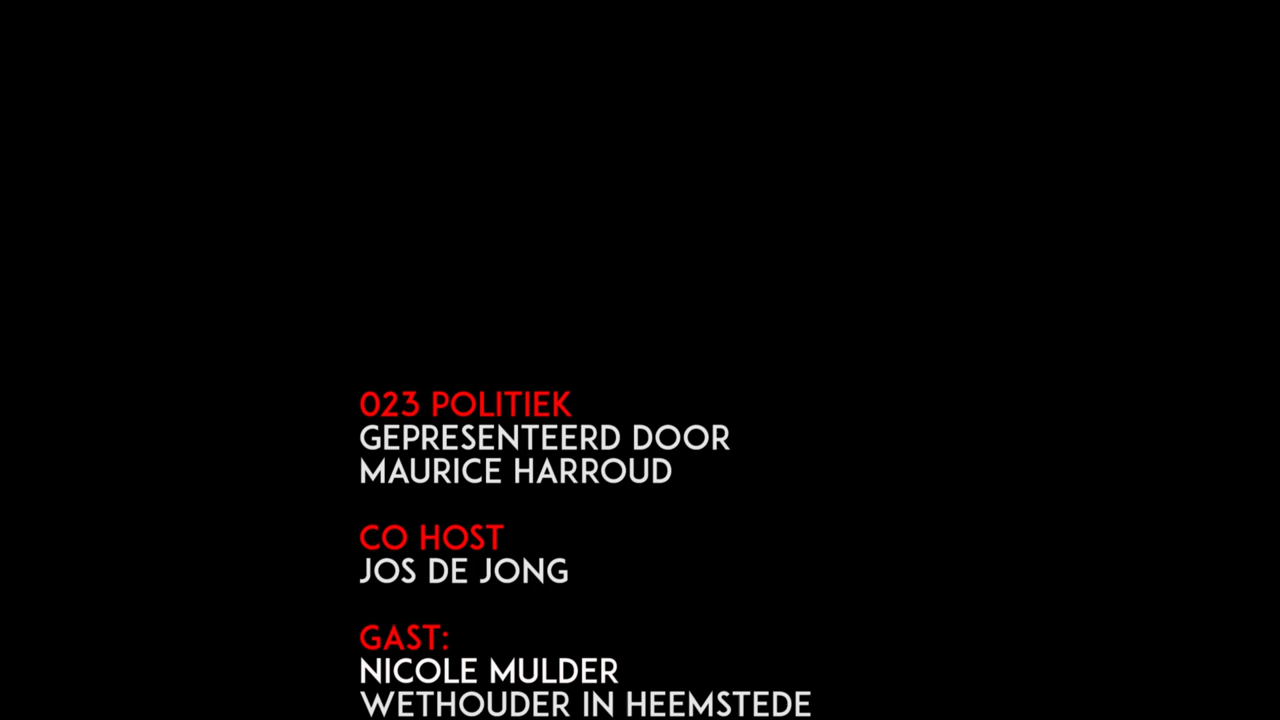 023 POLITIEK
GEPRESENTEERD DOOR
MAURICE HARROUD
CO HOST
JOS DE JONG
GAST:
NICOLE MULDER
WETHOUDER IN HEEMSTEDE